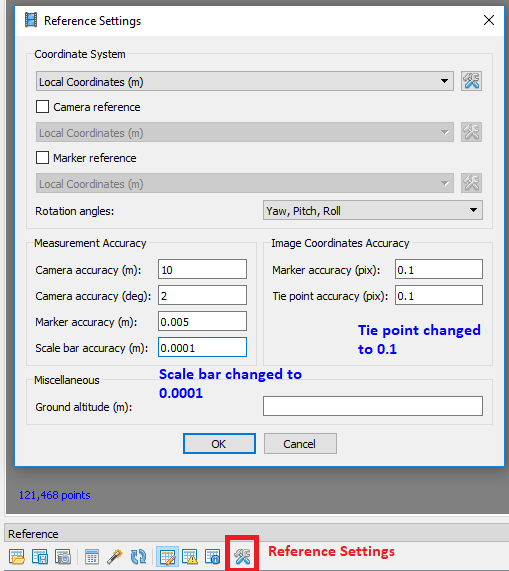 Reference Settings
Coordinate System
Local Coordinates (m)
Camera reference
Local Coordinates (m)
Marker reference
Local Coordinates (m)
Rotation angles: Yaw, Pitch, Roll
Measurement Accuracy
Camera accuracy (m): 10
Camera accuracy (deg): 2
Marker accuracy (m): 0.005
Scale bar accuracy (m): 0.0001
Image Coordinates Accuracy
Marker accuracy (pix): 0.1
Tie point accuracy (pix): 0.1
Tie point changed
to 0.1
Scale bar changed to
0.0001
Miscellaneous
Ground altitude (m):
OK Cancel
121,468 points
Reference
Reference Settings